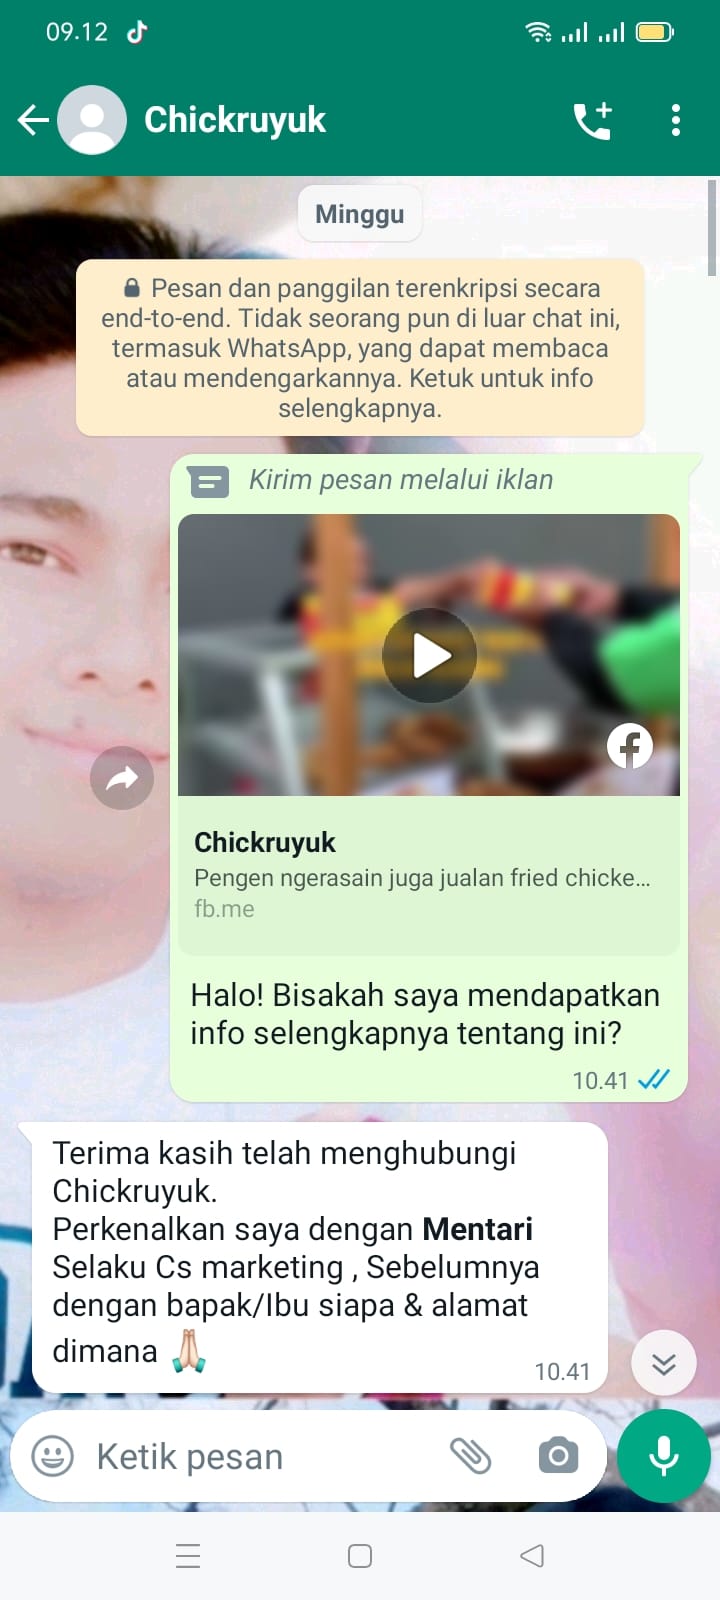 09.12
Chickruyuk
Minggu
Pesan dan panggilan terenkripsi secara
end-to-end. Tidak seorang pun di luar chat ini,
termasuk WhatsApp, yang dapat membaca
atau mendengarkannya. Ketuk untuk info
selengkapnya.
Kirim pesan melalui iklan
Chickruyuk
Pengen ngerasain juga jualan fried chicke...
fb.me
Halo! Bisakah saya mendapatkan
info selengkapnya tentang ini?
10.41
Terima kasih telah menghubungi
Chickruyuk.
Perkenalkan saya dengan Mentari
Selaku Cs marketing , Sebelumnya
dengan bapak/Ibu siapa & alamat
dimana 🙏🏻
10.41
Ketik pesan